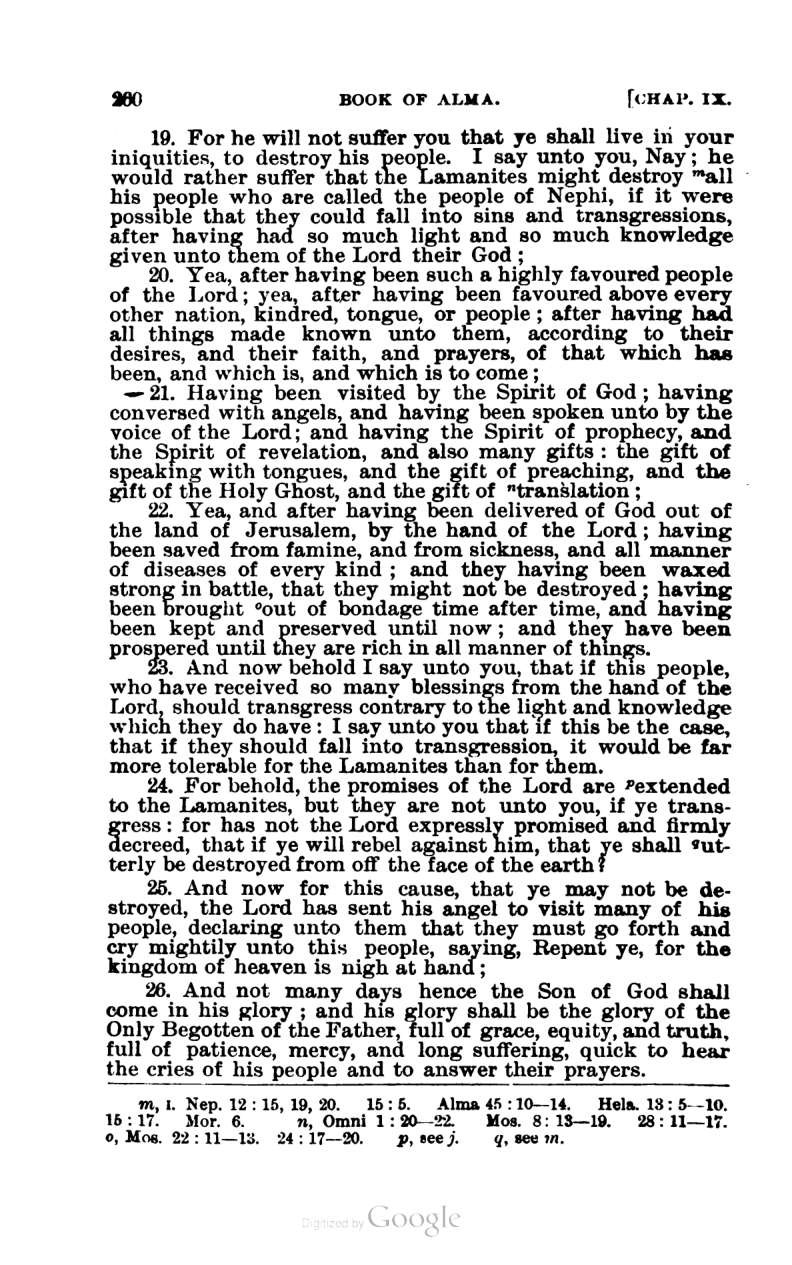 260 BOOK OF ALMA. [CHAP. IX.
19. For he will not suffer you that ye shall live in your
iniquities, to destroy his people. I say unto you, Nay; he
would rather suffer that the Lamanites might destroy ᵐall
his people who are called the people of Nephi, if it were
possible that they could fall into sins and transgressions,
after having had so much light and so much knowledge
given unto them of the Lord their God;
20. Yea, after having been such a highly favoured people
of the Lord; yea, after having been favoured above every
other nation, kindred, tongue, or people; after having had
all things made known unto them, according to their
desires, and their faith, and prayers, of that which has
been, and which is, and which is to come;
— 21. Having been visited by the Spirit of God; having
conversed with angels, and having been spoken unto by the
voice of the Lord; and having the Spirit of prophecy, and
the Spirit of revelation, and also many gifts: the gift of
speaking with tongues, and the gift of preaching, and the
gift of the Holy Ghost, and the gift of ⁿtranslation;
22. Yea, and after having been delivered of God out of
the land of Jerusalem, by the hand of the Lord; having
been saved from famine, and from sickness, and all manner
of diseases of every kind; and they having been waxed
strong in battle, that they might not be destroyed; having
been brought ᵒout of bondage time after time, and having
been kept and preserved until now; and they have been
prospered until they are rich in all manner of things.
23. And now behold I say unto you, that if this people,
who have received so many blessings from the hand of the
Lord, should transgress contrary to the light and knowledge
which they do have: I say unto you that if this be the case,
that if they should fall into transgression, it would be far
more tolerable for the Lamanites than for them.
24. For behold, the promises of the Lord are ᵖextended
to the Lamanites, but they are not unto you, if ye trans-
gress: for has not the Lord expressly promised and firmly
decreed, that if ye will rebel against him, that ye shall 𐞥ut-
terly be destroyed from off the face of the earth?
25. And now for this cause, that ye may not be de-
stroyed, the Lord has sent his angel to visit many of his
people, declaring unto them that they must go forth and
cry mightily unto this people, saying, Repent ye, for the
kingdom of heaven is nigh at hand;
26. And not many days hence the Son of God shall
come in his glory; and his glory shall be the glory of the
Only Begotten of the Father, full of grace, equity, and truth,
full of patience, mercy, and long suffering, quick to hear
the cries of his people and to answer their prayers.
m, I. Nep. 12:15, 19, 20. 15:5. Alma 45:10—14. Hela. 13:5—10.
15:17. Mor. 6. n, Omni 1:20—22. Mos. 8:13—19. 28:11—17.
o, Mos. 22:11—13. 24:17—20. p, see j. q, see m.
Digitized by Google